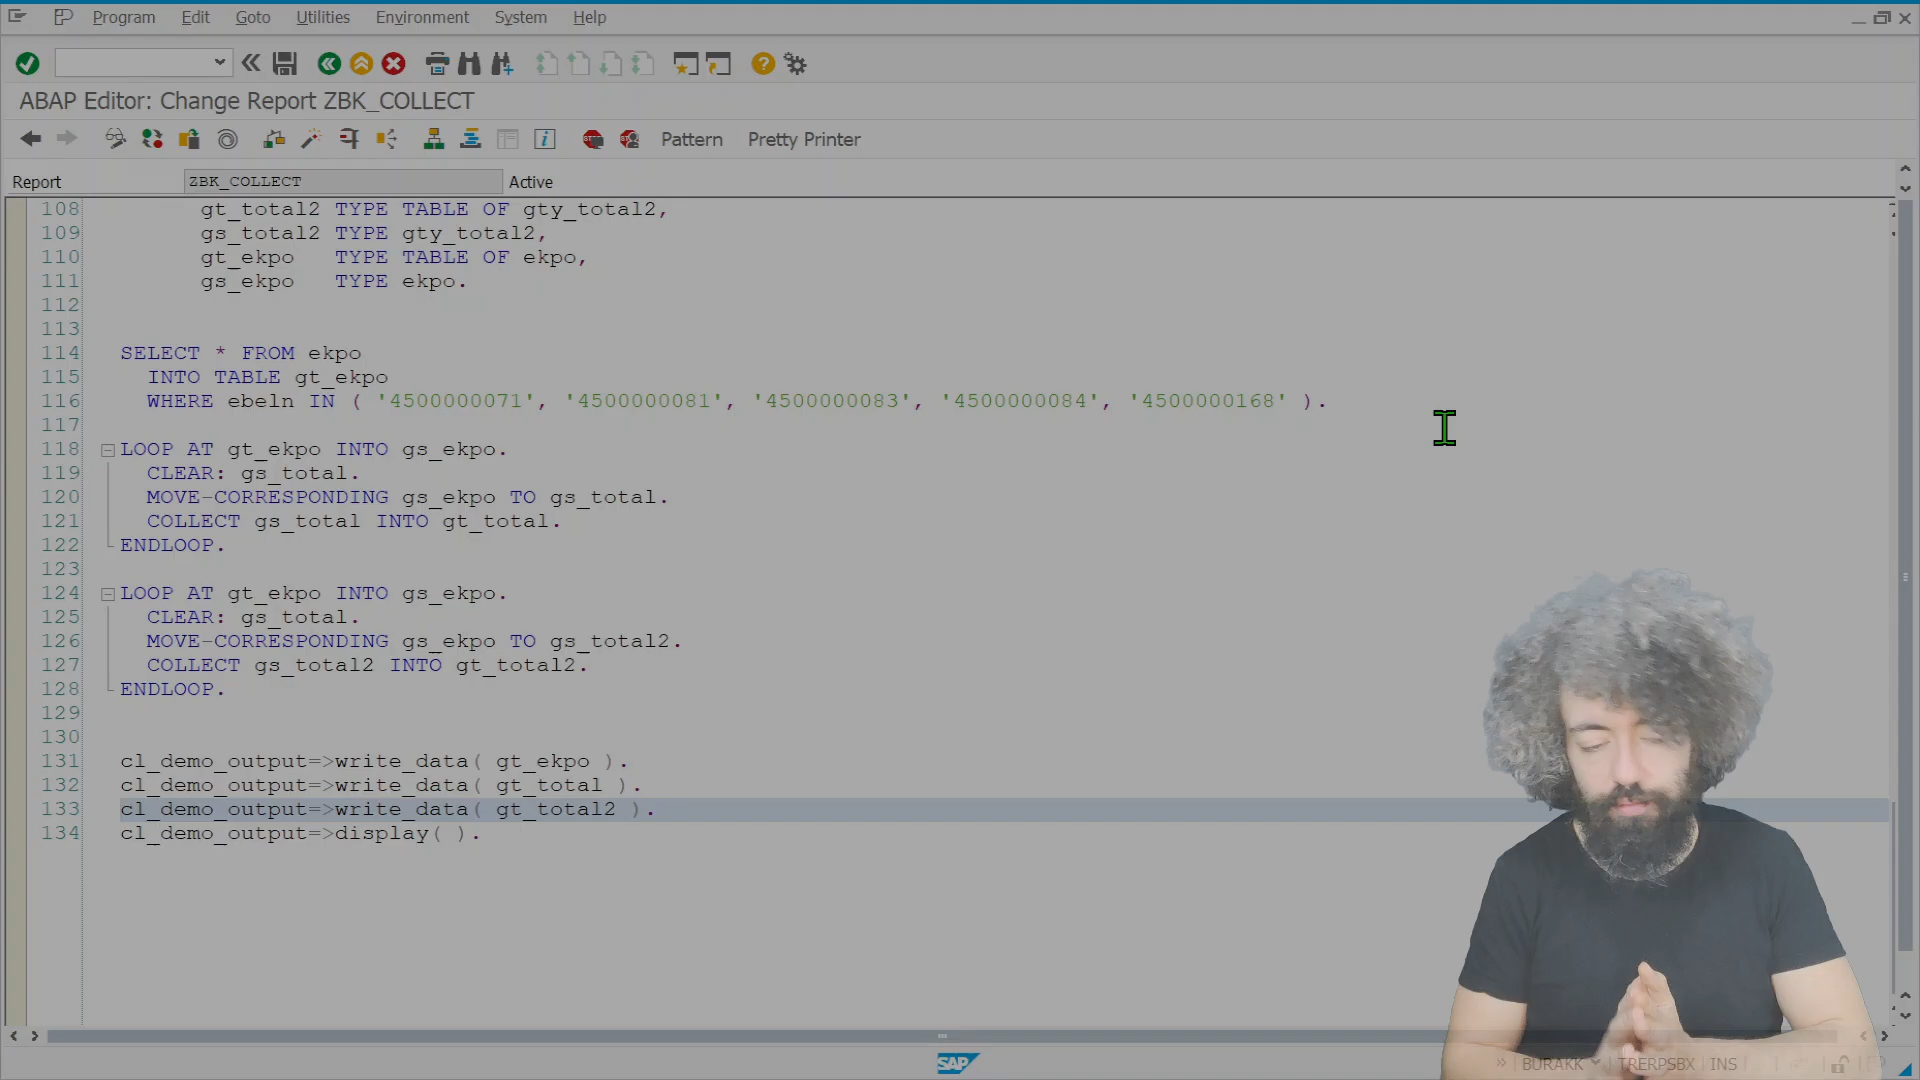 Program Edit Goto Utilities Environment System Help
ABAP Editor: Change Report ZBK_COLLECT
Pattern Pretty Printer
Report ZBK_COLLECT Active
108 gt_total2 TYPE TABLE OF gty_total2,
109 gs_total2 TYPE gty_total2,
110 gt_ekpo TYPE TABLE OF ekpo,
111 gs_ekpo TYPE ekpo.
112
113
114 SELECT * FROM ekpo
115 INTO TABLE gt_ekpo
116 WHERE ebeln IN ( '4500000071', '4500000081', '4500000083', '4500000084', '4500000168' ).
117
118 LOOP AT gt_ekpo INTO gs_ekpo.
119 CLEAR: gs_total.
120 MOVE-CORRESPONDING gs_ekpo TO gs_total.
121 COLLECT gs_total INTO gt_total.
122 ENDLOOP.
123
124 LOOP AT gt_ekpo INTO gs_ekpo.
125 CLEAR: gs_total.
126 MOVE-CORRESPONDING gs_ekpo TO gs_total2.
127 COLLECT gs_total2 INTO gt_total2.
128 ENDLOOP.
129
130
131 cl_demo_output=>write_data( gt_ekpo ).
132 cl_demo_output=>write_data( gt_total ).
133 cl_demo_output=>write_data( gt_total2 ).
134 cl_demo_output=>display( ).
SAP
BURAKK TRERPSBX INS